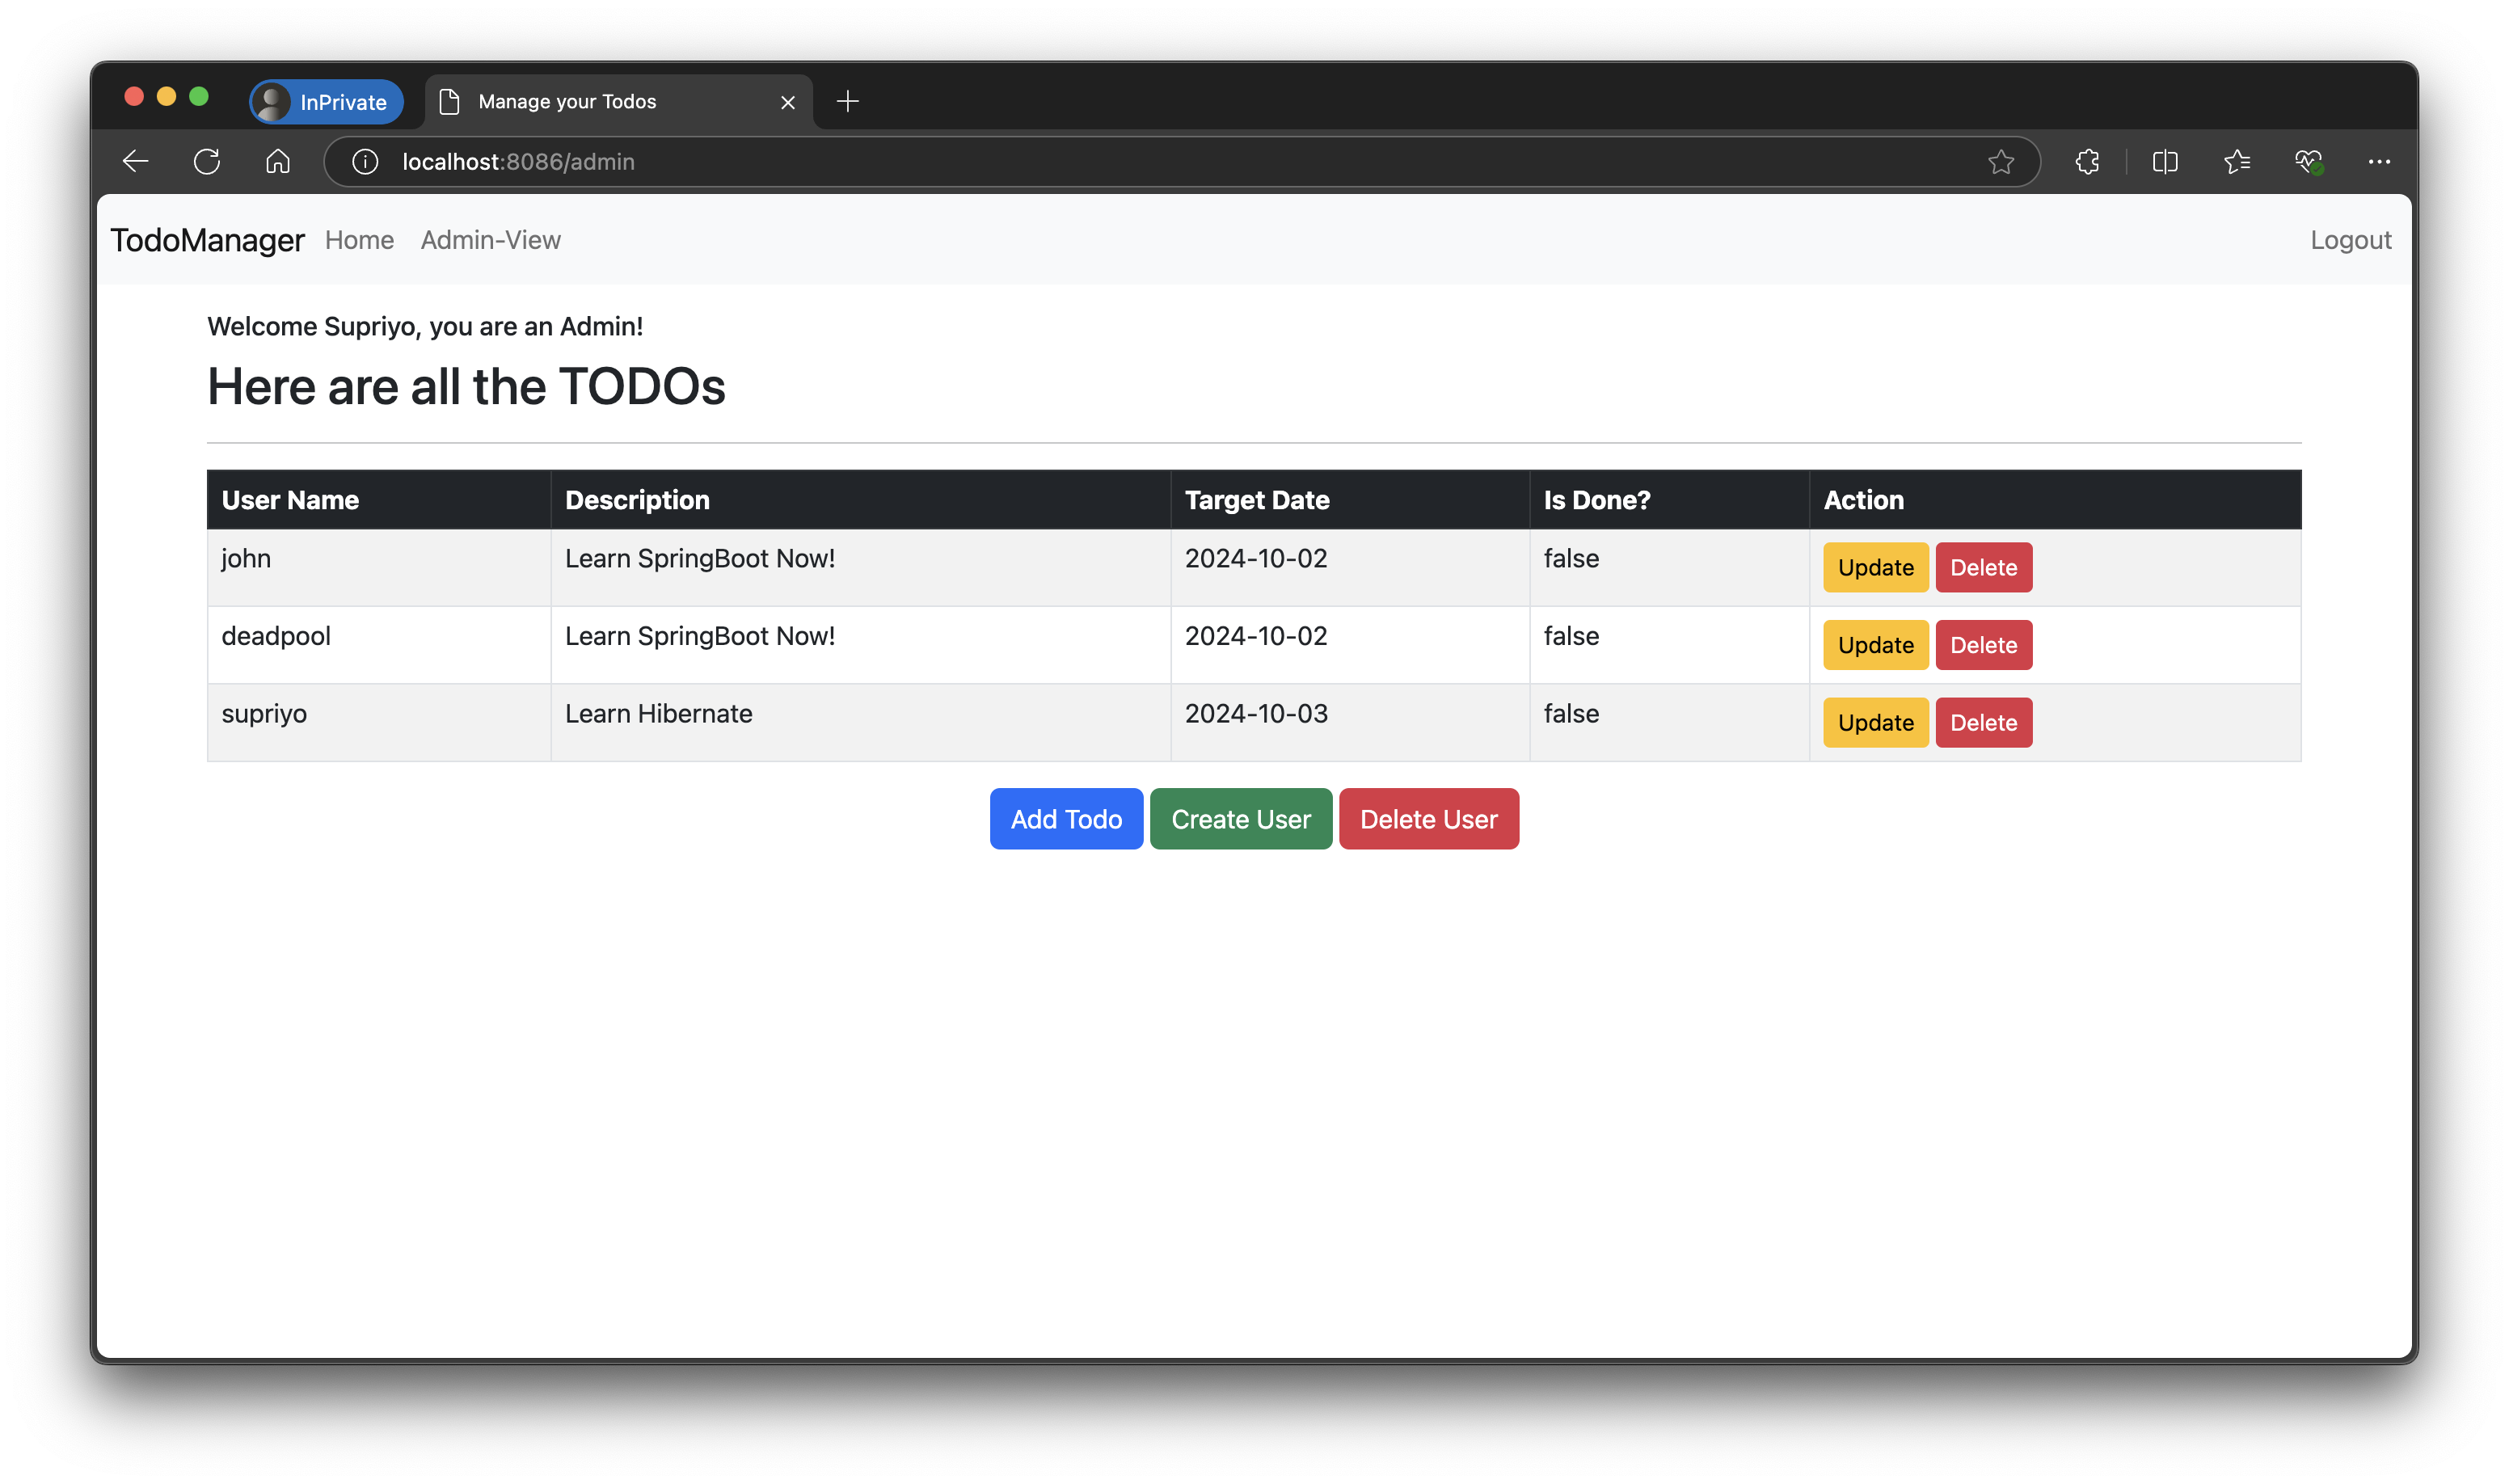 InPrivate Manage your Todos
localhost:8086/admin
TodoManager Home Admin-View Logout
Welcome Supriyo, you are an Admin!
Here are all the TODOs
User Name Description Target Date Is Done? Action
john Learn SpringBoot Now! 2024-10-02 false Update Delete
deadpool Learn SpringBoot Now! 2024-10-02 false Update Delete
supriyo Learn Hibernate 2024-10-03 false Update Delete
Add Todo Create User Delete User